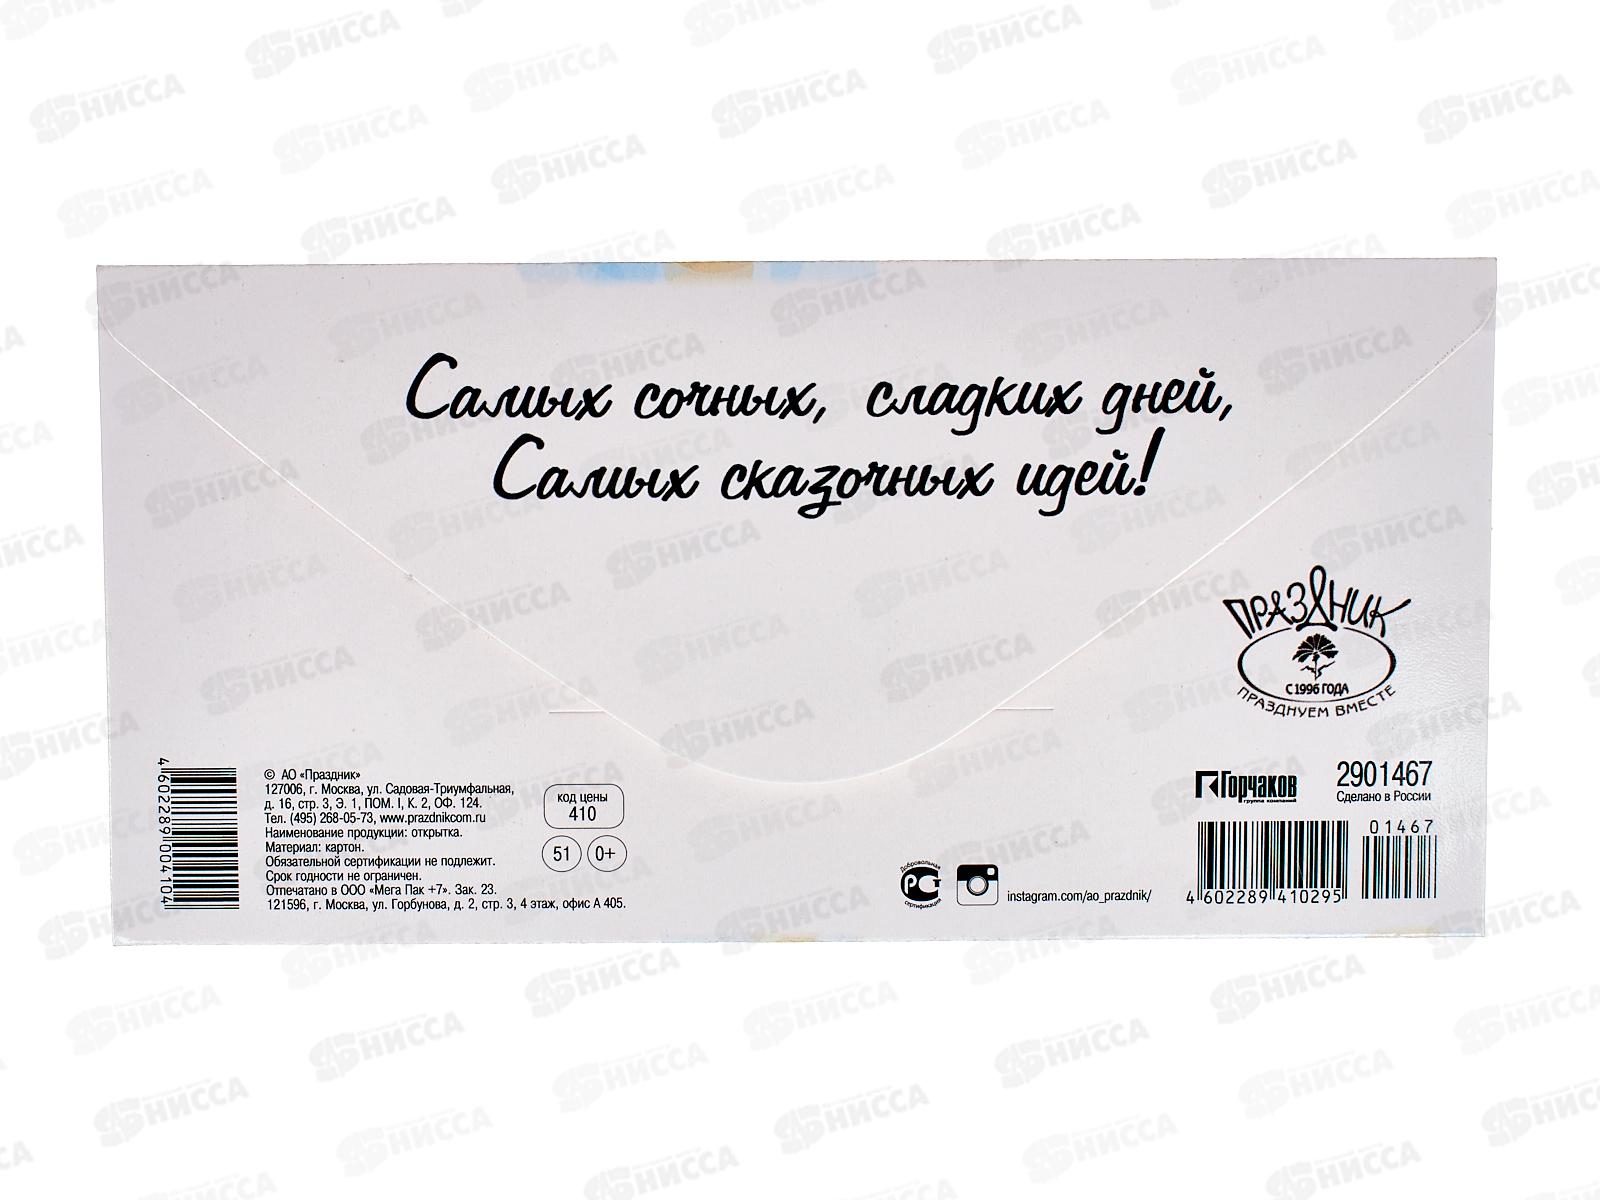 Самых сочных, сладких дней,
Самых сказочных идей!
ПРАЗДНИК
С 1996 ГОДА
ПРАЗДНУЕМ ВМЕСТЕ
4602289004104
© АО «Праздник»
127006, г. Москва, ул. Садовая-Триумфальная,
д. 16, стр. 3, Э. 1, ПОМ. I, К. 2, ОФ. 124.
Тел. (495) 268-05-73, www.prazdnikcom.ru
Наименование продукции: открытка.
Материал: картон.
Обязательной сертификации не подлежит.
Срок годности не ограничен.
Отпечатано в ООО «Мега Пак +7». Зак. 23.
121596, г. Москва, ул. Горбунова, д. 2, стр. 3, 4 этаж, офис А 405.
код цены
410
51 0+
Добровольная
РСТ
сертификация
instagram.com/ao_prazdnik/
Горчаков
группа компаний
2901467
Сделано в России
01467
4 602289 410295
НИССА